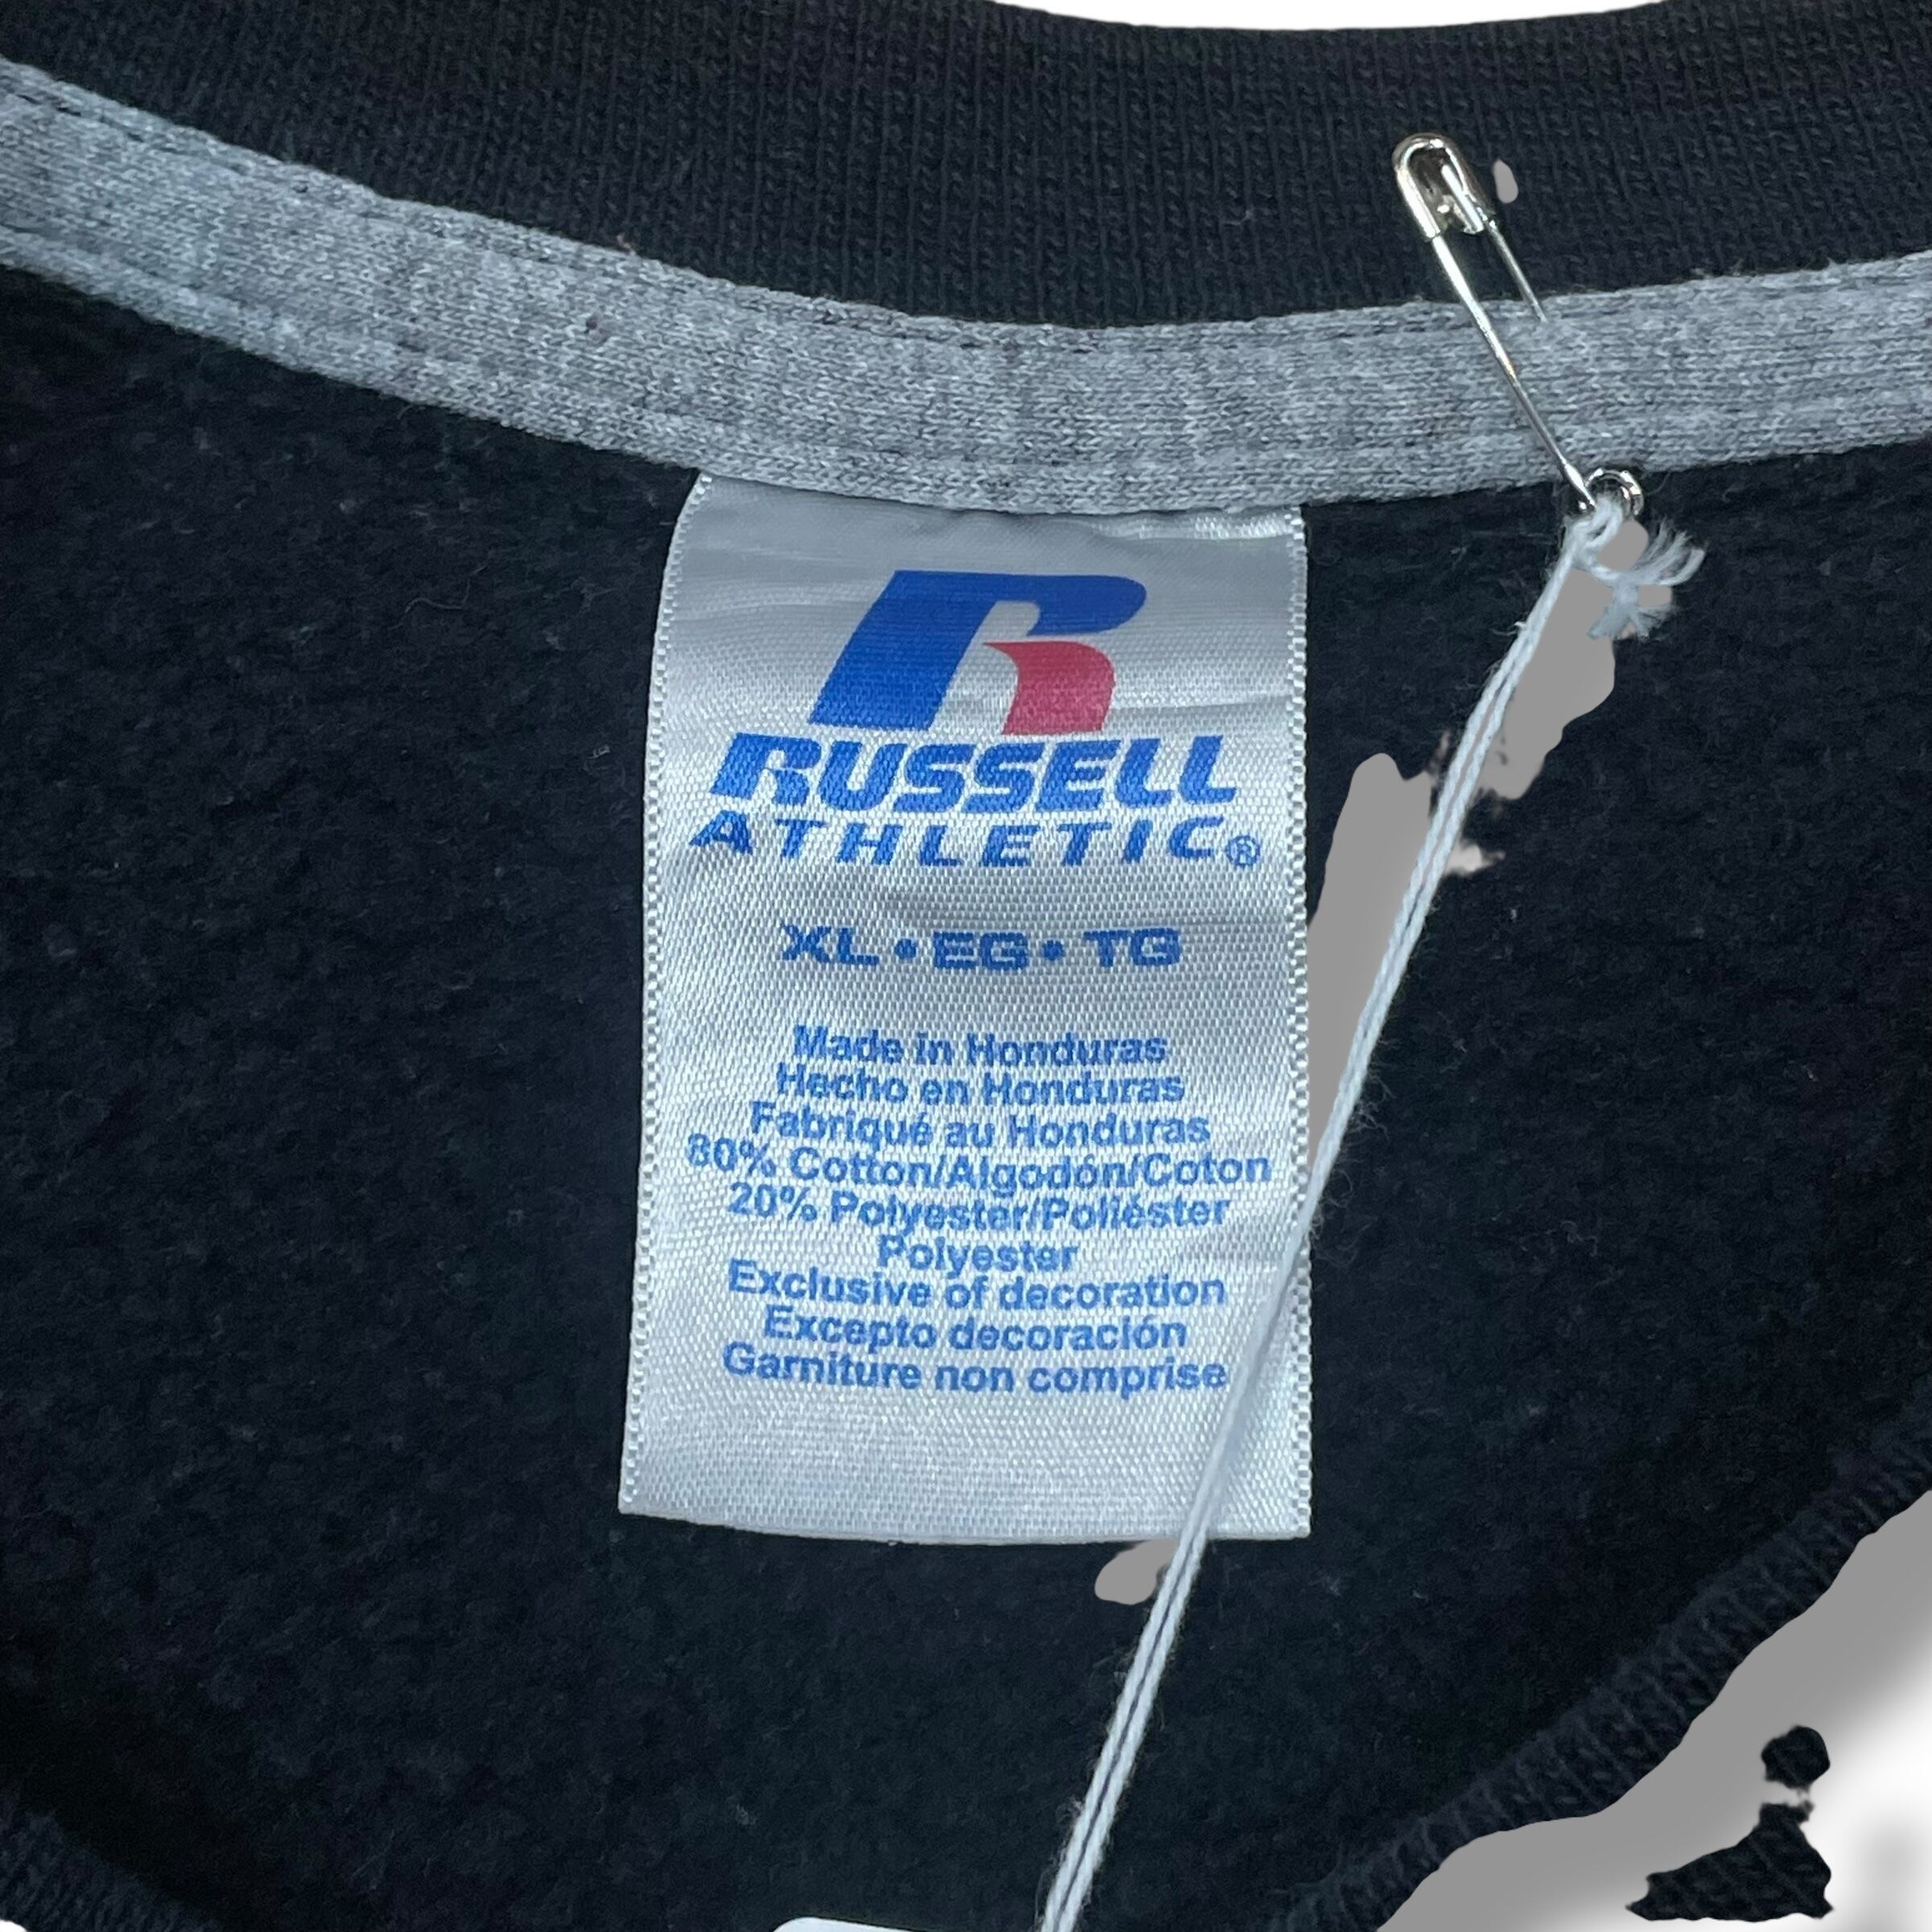 RUSSELL
ATHLETIC®
XL • EG • TG
Made in Honduras
Hecho en Honduras
Fabriqué au Honduras
80% Cotton/Algodón/Coton
20% Polyester/Poliéster
Polyester
Exclusive of decoration
Excepto decoración
Garniture non comprise